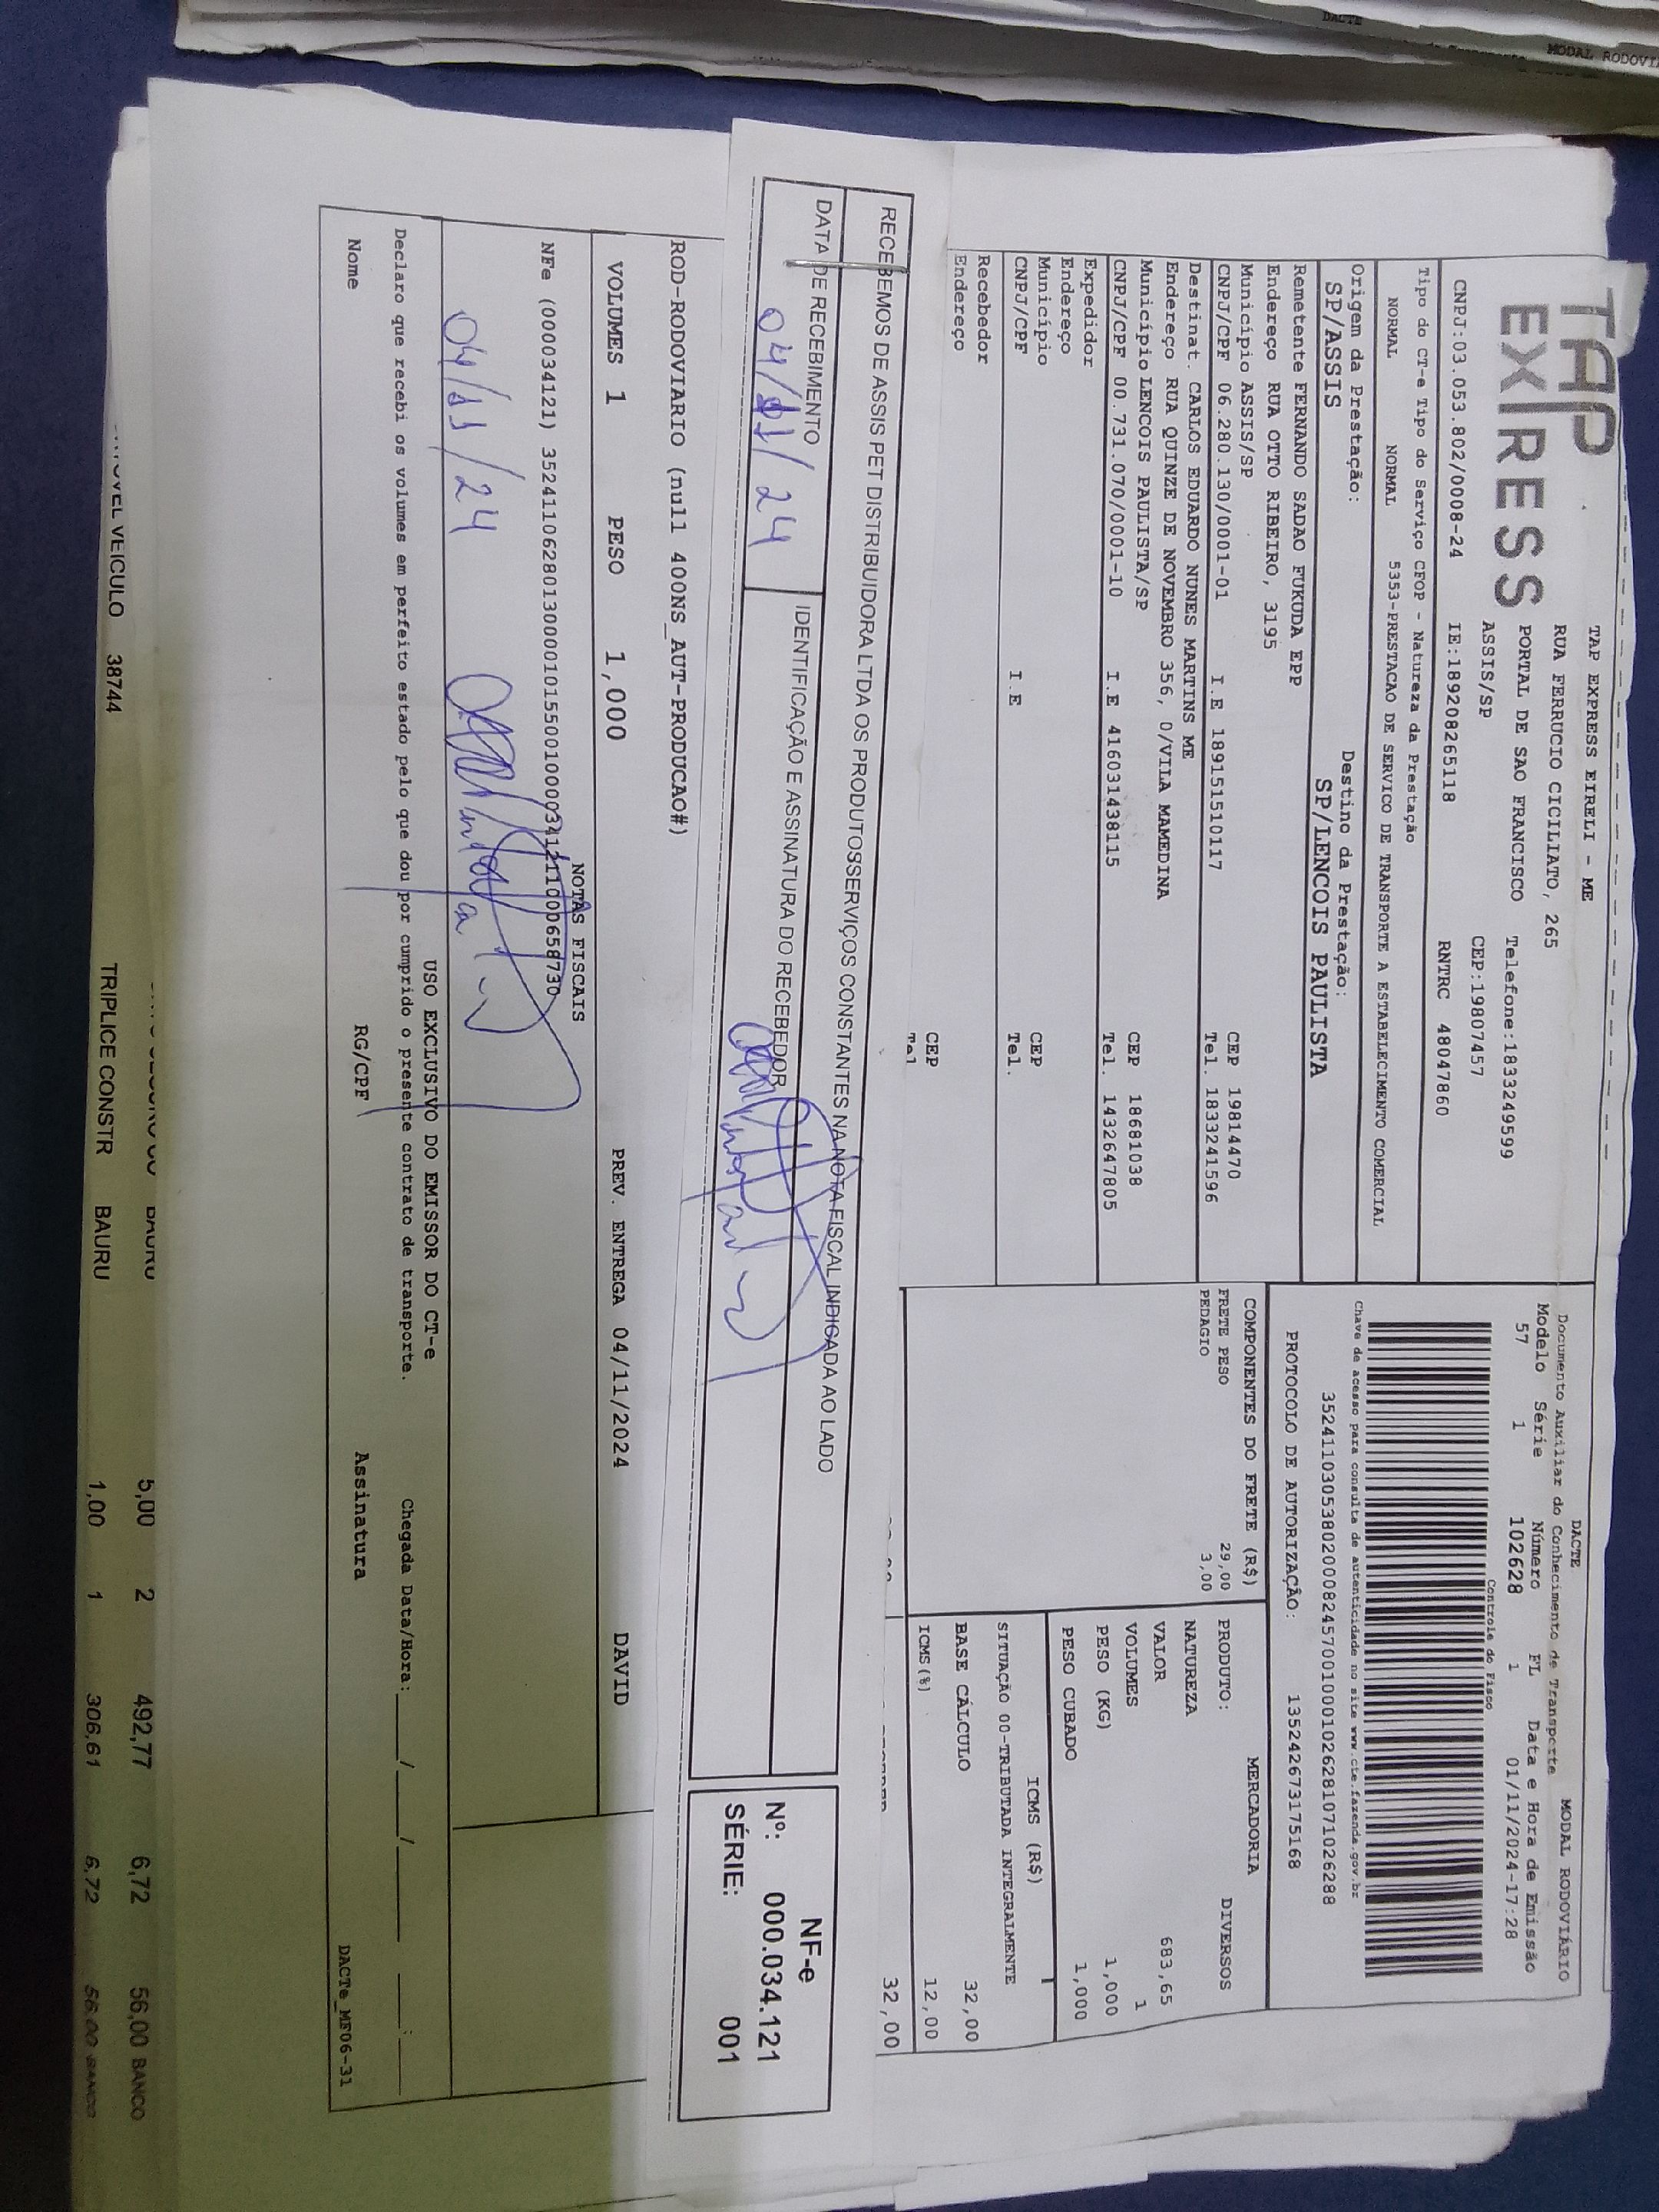 DACTE
MODAL RODOVI
TAP
EXPRESS
TAP EXPRESS EIRELI - ME
RUA FERRUCIO CICILIATO, 265
PORTAL DE SAO FRANCISCO Telefone:1833249599
ASSIS/SP CEP:19807457
CNPJ:03.053.802/0008-24 IE:189208265118 RNTRC 48047860
DACTE MODAL RODOVIÁRIO
Documento Auxiliar do Conhecimento de Transporte
Modelo Série Número FL Data e Hora de Emissão
57 1 102628 1 01/11/2024-17:28
Controle do Fisco
Chave de acesso para consulta de autenticidade no site www.cte.fazenda.gov.br
35241103053802000824570010001026281071026288
PROTOCOLO DE AUTORIZAÇÃO: 135242673175168
Tipo do CT-e Tipo do Serviço CFOP - Natureza da Prestação
NORMAL NORMAL 5353-PRESTACAO DE SERVICO DE TRANSPORTE A ESTABELECIMENTO COMERCIAL
Origem da Prestação: Destino da Prestação:
SP/ASSIS SP/LENCOIS PAULISTA
Remetente FERNANDO SADAO FUKUDA EPP
Endereço RUA OTTO RIBEIRO, 3195
Município ASSIS/SP CEP 19814470
CNPJ/CPF 06.280.130/0001-01 I.E 189151510117 Tel. 1833241596
Destinat. CARLOS EDUARDO NUNES MARTINS ME
Endereço RUA QUINZE DE NOVEMBRO 356, 0/VILA MAMEDINA
Município LENCOIS PAULISTA/SP CEP 18681038
CNPJ/CPF 00.731.070/0001-10 I.E 416031438115 Tel. 1432647805
Expedidor
Endereço
Município CEP
CNPJ/CPF I.E Tel.
Recebedor
Endereço
CEP
Tel
COMPONENTES DO FRETE (R$)
FRETE PESO 29,00
PEDAGIO 3,00
MERCADORIA
PRODUTO: DIVERSOS
NATUREZA
VALOR 683,65
VOLUMES 1
PESO (KG) 1,000
PESO CUBADO 1,000
ICMS (R$)
SITUAÇÃO 00-TRIBUTADA INTEGRALMENTE
BASE CÁLCULO 32,00
ICMS(%) 12,00
32,00
RECEBEMOS DE ASSIS PET DISTRIBUIDORA LTDA OS PRODUTOSSERVIÇOS CONSTANTES NA NOTA FISCAL INDICADA AO LADO
DATA DE RECEBIMENTO IDENTIFICAÇÃO E ASSINATURA DO RECEBEDOR
04/11/24
NF-e
Nº: 000.034.121
SÉRIE: 001
ROD-RODOVIARIO (null 400NS_AUT-PRODUCAO#)
VOLUMES 1 PESO 1,000 PREV. ENTREGA 04/11/2024 DAVID
NOTAS FISCAIS
NFe (000034121) 35241106280130000101550010000341211100658730
04/11/24
USO EXCLUSIVO DO EMISSOR DO CT-e
Declaro que recebi os volumes em perfeito estado pelo que dou por cumprido o presente contrato de transporte. Chegada Data/Hora:____/____/____ __:__
Nome RG/CPF Assinatura
DACTe_MF06-31
BAURU 5,00 2 492,77 6,72 56,00 BANCO
VEÍCULO 38744 TRIPLICE CONSTR BAURU 1,00 1 306,61 6,72 56,00 BANCO